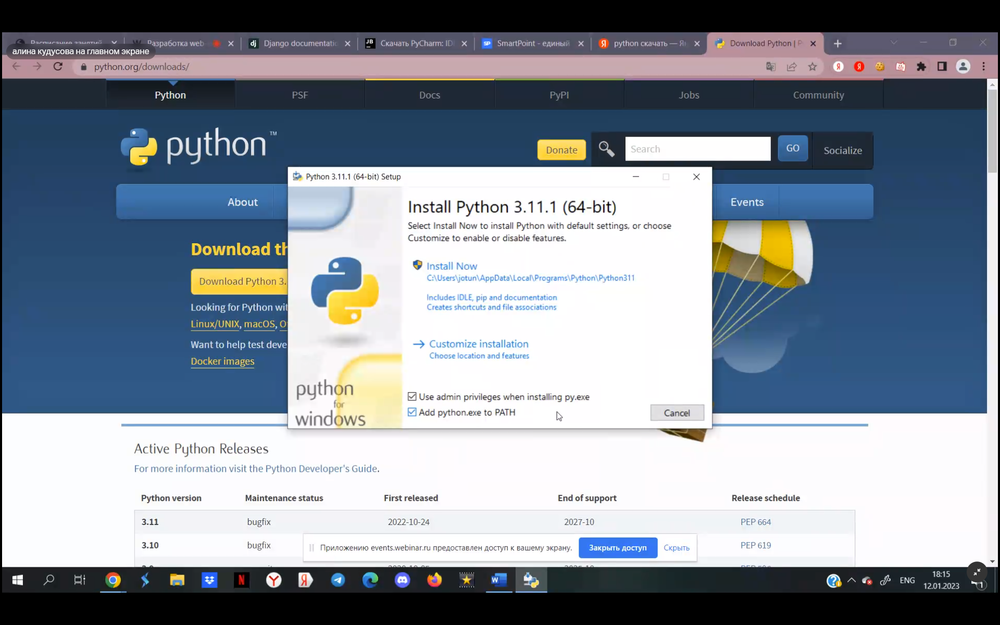 Расписание занятий
Разработка web-
Django documentatio
Скачать PyCharm: IDE
SmartPoint - единый
python скачать — Ян
Download Python | P
алина кудусова на главном экране
python.org/downloads/
Python
PSF
Docs
PyPI
Jobs
Community
python™
Donate
Search
GO
Socialize
Python 3.11.1 (64-bit) Setup
About
Events
Install Python 3.11.1 (64-bit)
Select Install Now to install Python with default settings, or choose
Customize to enable or disable features.
Download th
Install Now
C:\Users\jotun\AppData\Local\Programs\Python\Python311
Download Python 3.
Includes IDLE, pip and documentation
Creates shortcuts and file associations
Looking for Python wit
Linux/UNIX, macOS, O
Want to help test deve
Docker images
Customize installation
Choose location and features
python
for
windows
Use admin privileges when installing py.exe
Add python.exe to PATH
Cancel
Active Python Releases
For more information visit the Python Developer's Guide.
Python version Maintenance status First released End of support Release schedule
3.11 bugfix 2022-10-24 2027-10 PEP 664
3.10 bugfix PEP 619
Приложению events.webinar.ru предоставлен доступ к вашему экрану.
Закрыть доступ
Скрыть
ENG
18:15
12.01.2023
1